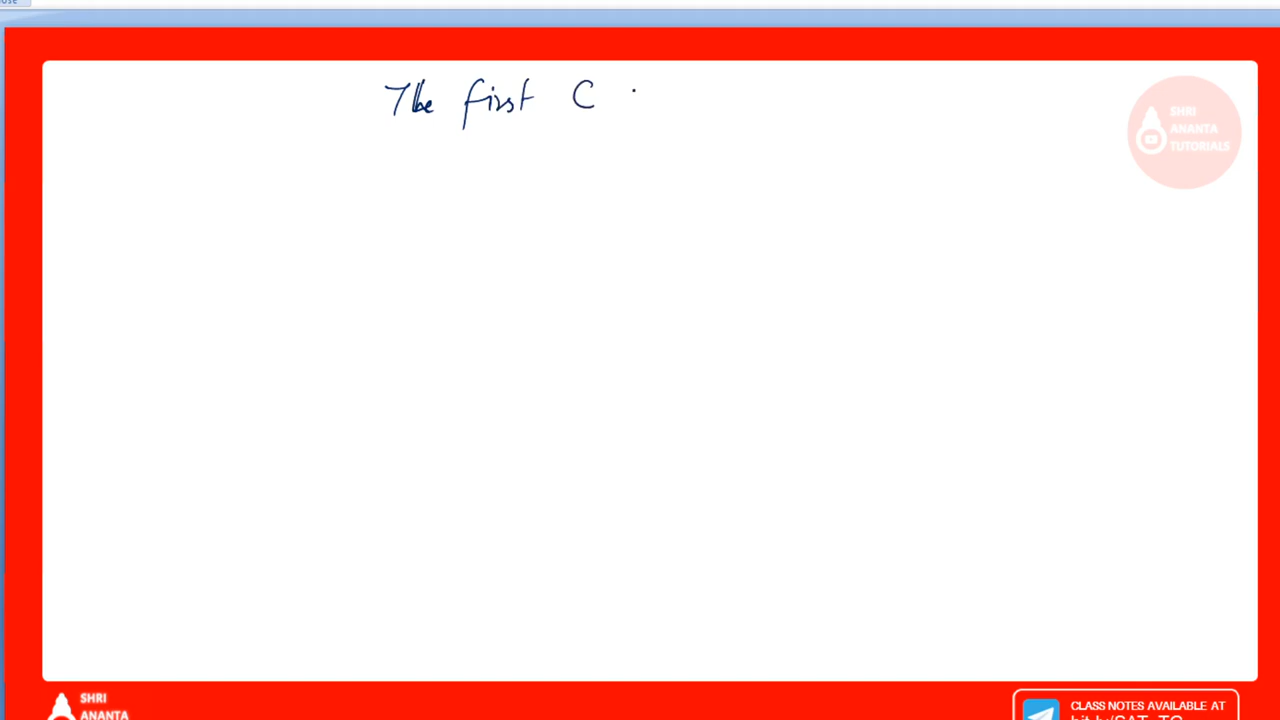 The first C
SHRI
ANANTA
TUTORIALS
SHRI
ANANTA
CLASS NOTES AVAILABLE AT